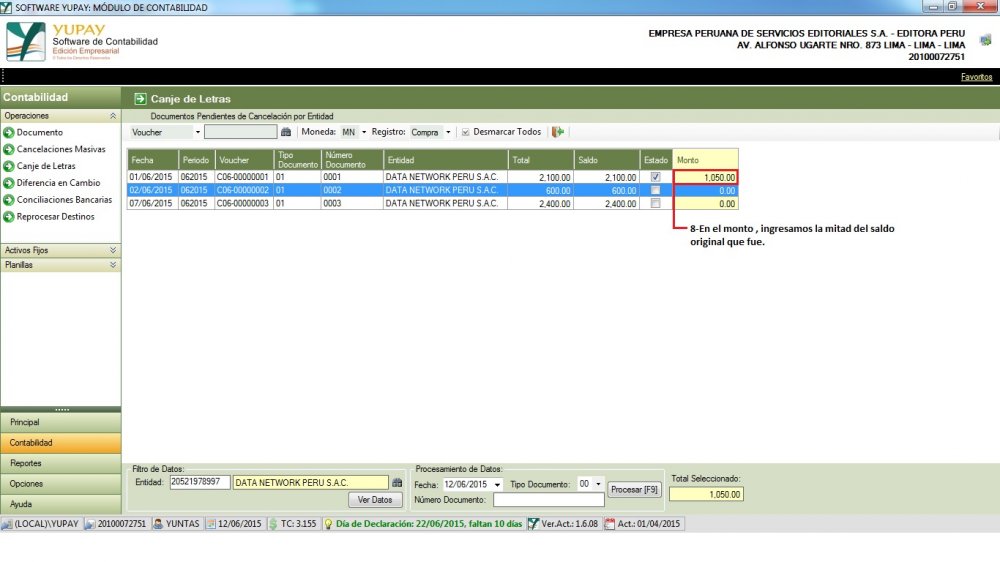 SOFTWARE YUPAY: MÓDULO DE CONTABILIDAD
YUPAY
Software de Contabilidad
Edición Empresarial
EMPRESA PERUANA DE SERVICIOS EDITORIALES S.A. - EDITORA PERU
AV. ALFONSO UGARTE NRO. 873 LIMA - LIMA - LIMA
20100072751
Favoritos
Contabilidad
Canje de Letras
Operaciones
Documentos Pendientes de Cancelación por Entidad
Documento
Cancelaciones Masivas
Canje de Letras
Diferencia en Cambio
Conciliaciones Bancarias
Reprocesar Destinos
Activos Fijos
Planillas
Voucher Moneda: MN Registro: Compra Desmarcar Todos
Fecha Periodo Voucher Tipo Documento Número Documento Entidad Total Saldo Estado Monto
01/06/2015 062015 C06-00000001 01 0001 DATA NETWORK PERU S.A.C. 2,100.00 2,100.00 1,050.00
02/06/2015 062015 C06-00000002 01 0002 DATA NETWORK PERU S.A.C. 600.00 600.00 0.00
07/06/2015 062015 C06-00000003 01 0003 DATA NETWORK PERU S.A.C. 2,400.00 2,400.00 0.00
8-En el monto , ingresamos la mitad del saldo
original que fue.
Principal
Contabilidad
Reportes
Opciones
Ayuda
Filtro de Datos:
Entidad: 20521978997 DATA NETWORK PERU S.A.C.
Ver Datos
Procesamiento de Datos:
Fecha: 12/06/2015 Tipo Documento: 00 Procesar [F9]
Número Documento:
Total Seleccionado:
1,050.00
(LOCAL)\YUPAY 20100072751 YUNTAS 12/06/2015 TC: 3.155 Día de Declaración: 22/06/2015, faltan 10 días Ver.Act.: 1.6.08 Act.: 01/04/2015